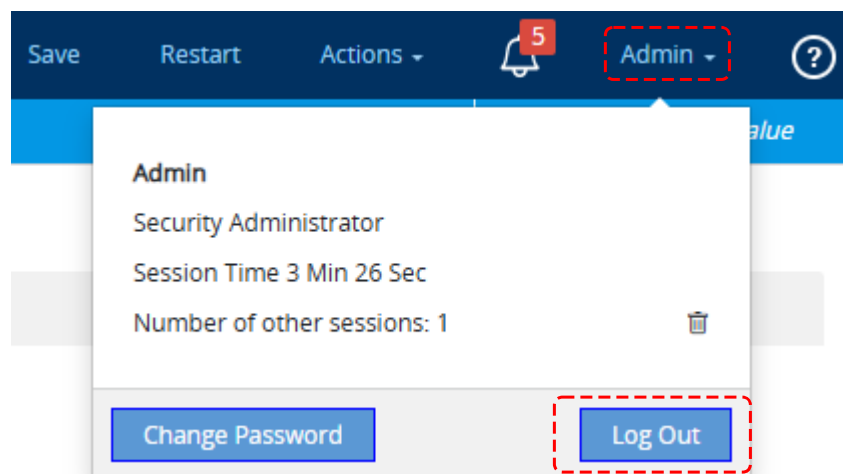 Save Restart Actions 5 Admin ?
alue
Admin
Security Administrator
Session Time 3 Min 26 Sec
Number of other sessions: 1
Change Password Log Out